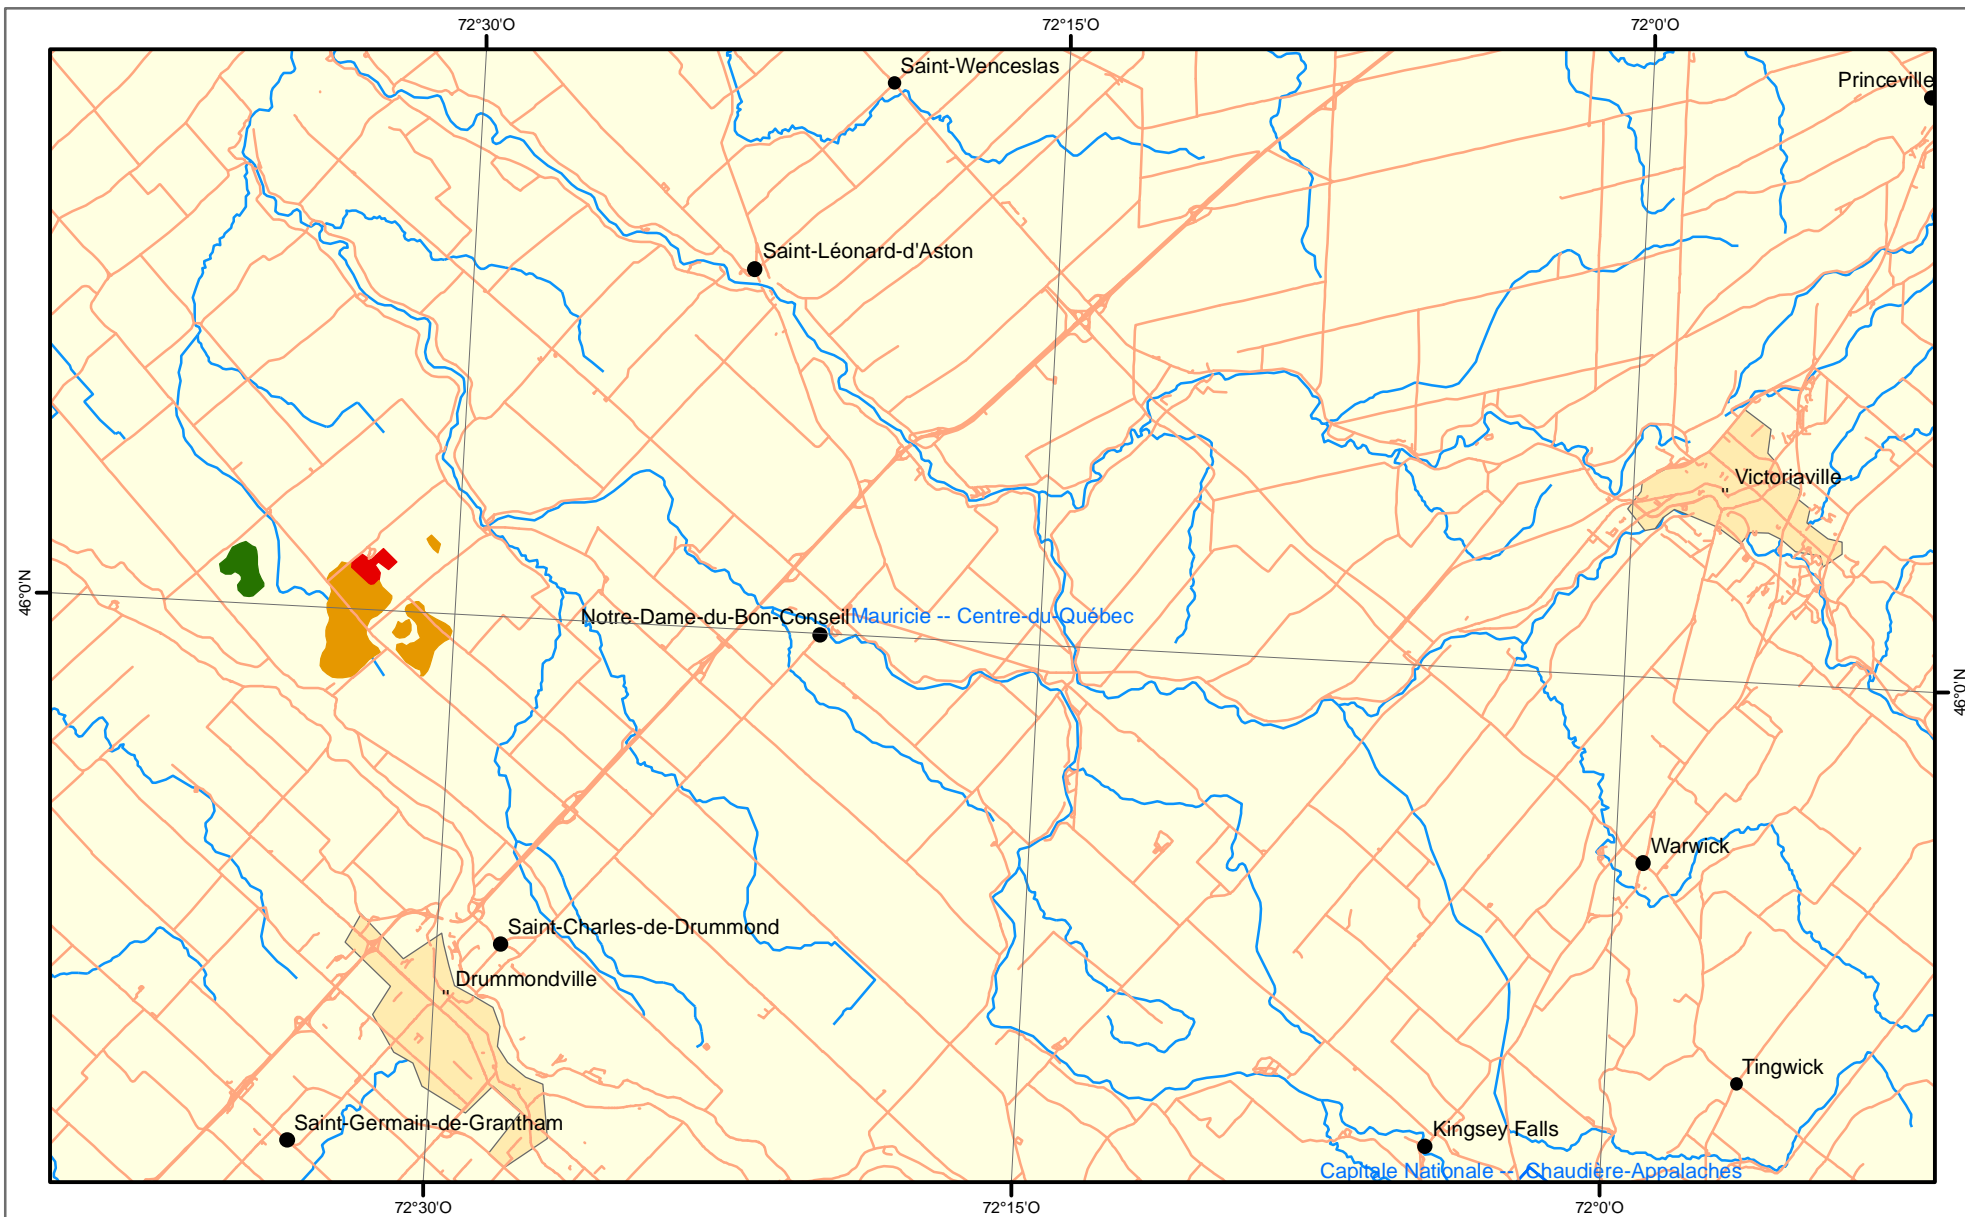 72°30'O
72°15'O
72°0'O
Saint-Wenceslas
Princeville
Saint-Léonard-d'Aston
Victoriaville
46°0'N
Notre-Dame-du-Bon-Conseil
Mauricie -- Centre-du-Québec
46°0'N
Warwick
Saint-Charles-de-Drummond
Drummondville
Tingwick
Saint-Germain-de-Grantham
Kingsey Falls
Capitale Nationale -- Chaudière-Appalaches
72°30'O
72°15'O
72°0'O